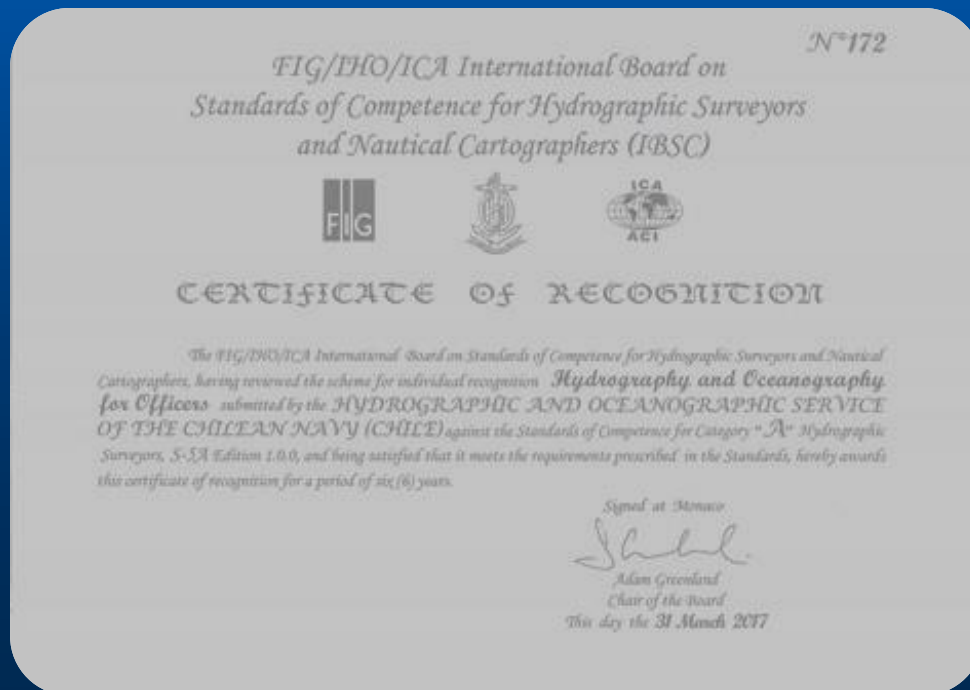 N°172
FIG/IHO/ICA International Board on
Standards of Competence for Hydrographic Surveyors
and Nautical Cartographers (IBSC)
FIG
ICA
ACI
CERTIFICATE OF RECOGNITION
The FIG/IHO/ICA International Board on Standards of Competence for Hydrographic Surveyors and Nautical
Cartographers, having reviewed the scheme for individual recognition Hydrography and Oceanography
for Officers submitted by the HYDROGRAPHIC AND OCEANOGRAPHIC SERVICE
OF THE CHILEAN NAVY (CHILE) against the Standards of Competence for Category "A" Hydrographic
Surveyors, S-5A Edition 1.0.0, and being satisfied that it meets the requirements prescribed in the Standards, hereby awards
this certificate of recognition for a period of six (6) years.
Signed at Monaco
Adam Greenland
Chair of the Board
This day the 31 March 2017